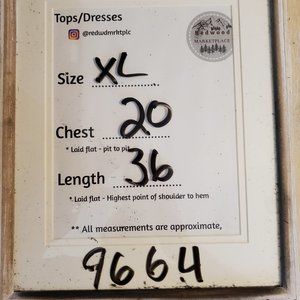 Tops/Dresses
@redwdmrktplc
Redwood
MARKETPLACE
Size XL
Chest 20
* Laid flat - pit to pit
Length 36
* Laid flat - Highest point of shoulder to hem
** All measurements are approximate,
9664